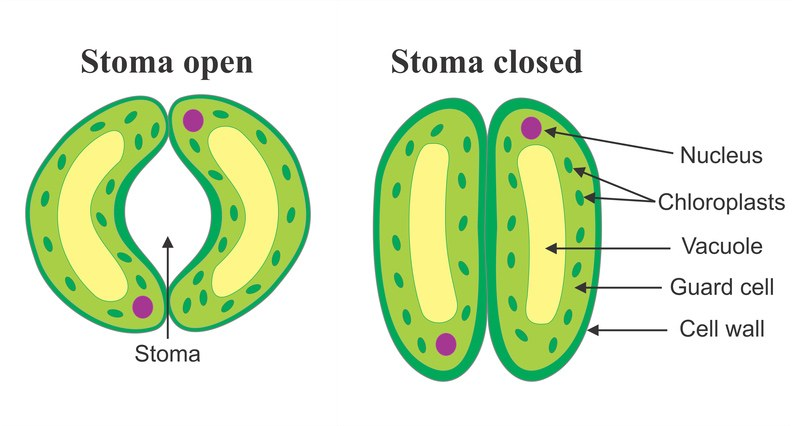 Stoma open
Stoma closed
Nucleus
Chloroplasts
Vacuole
Guard cell
Cell wall
Stoma